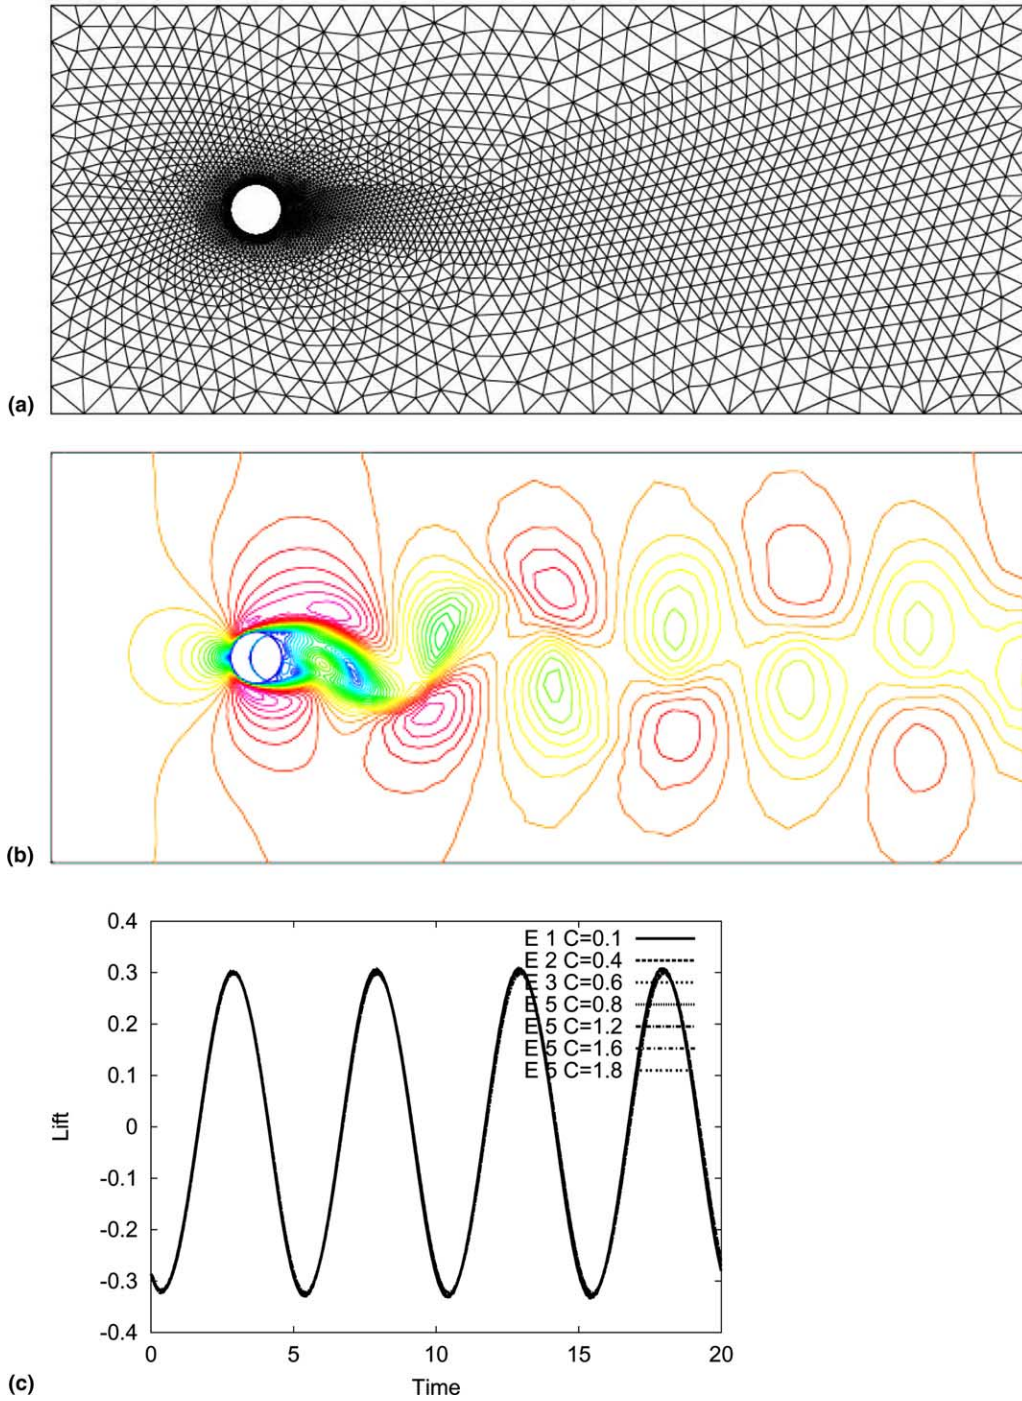 (a)
(b)
0.4
0.3
0.2
0.1
0
-0.1
-0.2
-0.3
-0.4
Lift
E 1 C=0.1
E 2 C=0.4
E 3 C=0.6
E 5 C=0.8
E 5 C=1.2
E 5 C=1.6
E 5 C=1.8
0 5 10 15 20
Time
(c)